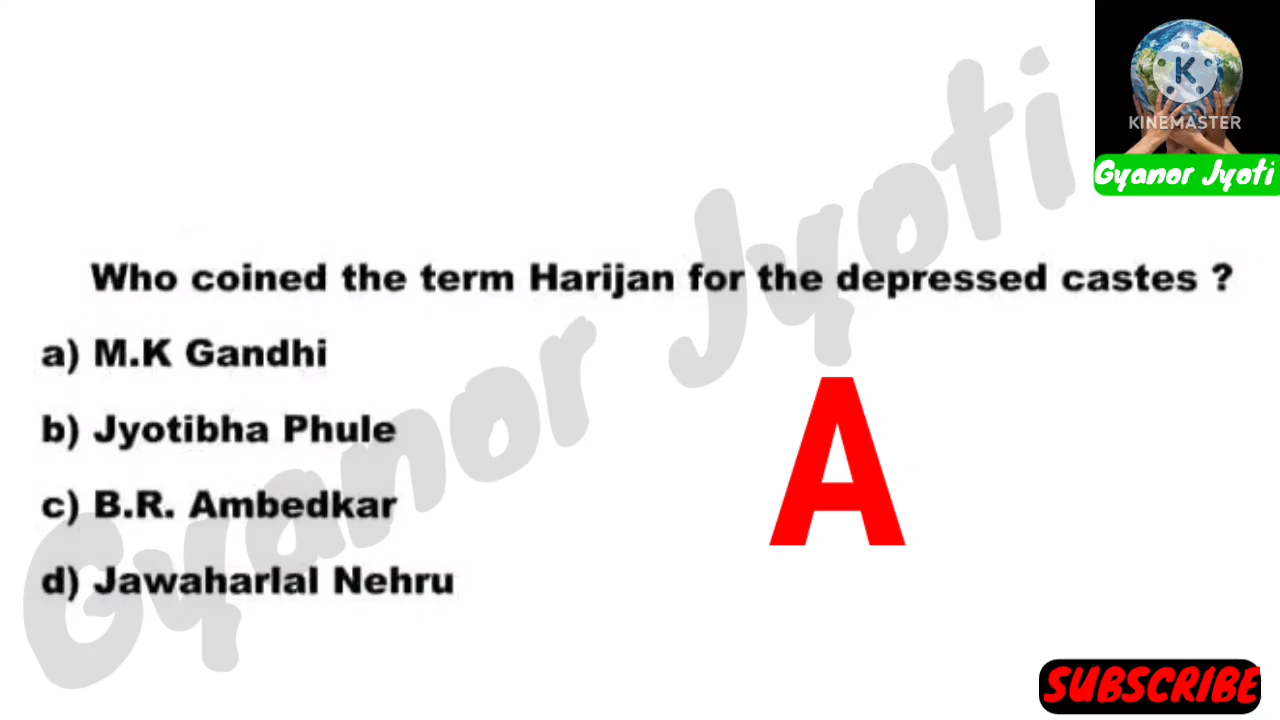 K
KINEMASTER
Gyanor Jyoti
Gyanor Jyoti
Who coined the term Harijan for the depressed castes ?
a) M.K Gandhi
b) Jyotibha Phule
c) B.R. Ambedkar
d) Jawaharlal Nehru
A
SUBSCRIBE